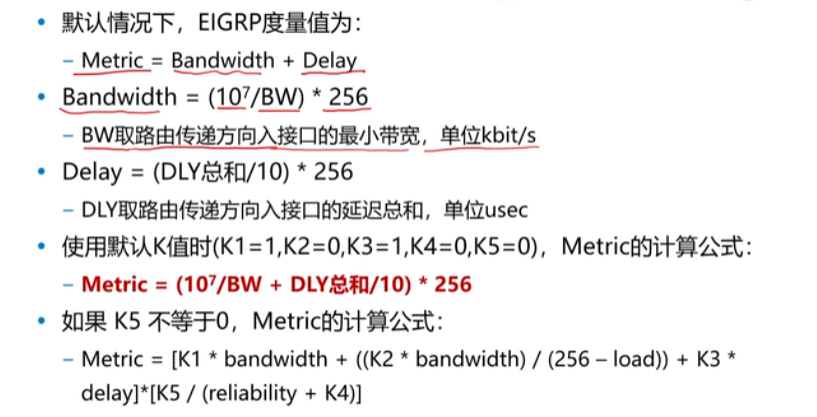 • 默认情况下，EIGRP度量值为：
– Metric = Bandwidth + Delay
• Bandwidth = (10⁷/BW) * 256
– BW取路由传递方向入接口的最小带宽，单位kbit/s
• Delay = (DLY总和/10) * 256
– DLY取路由传递方向入接口的延迟总和，单位usec
• 使用默认K值时(K1=1,K2=0,K3=1,K4=0,K5=0)，Metric的计算公式：
– Metric = (10⁷/BW + DLY总和/10) * 256
• 如果 K5 不等于0，Metric的计算公式：
– Metric = [K1 * bandwidth + ((K2 * bandwidth) / (256 – load)) + K3 *
delay]*[K5 / (reliability + K4)]